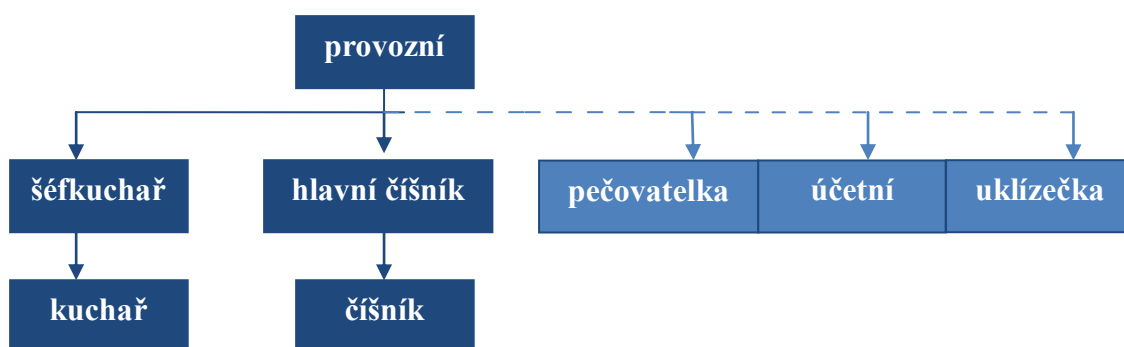 provozní
šéfkuchař
hlavní číšník
pečovatelka
účetní
uklízečka
kuchař
číšník